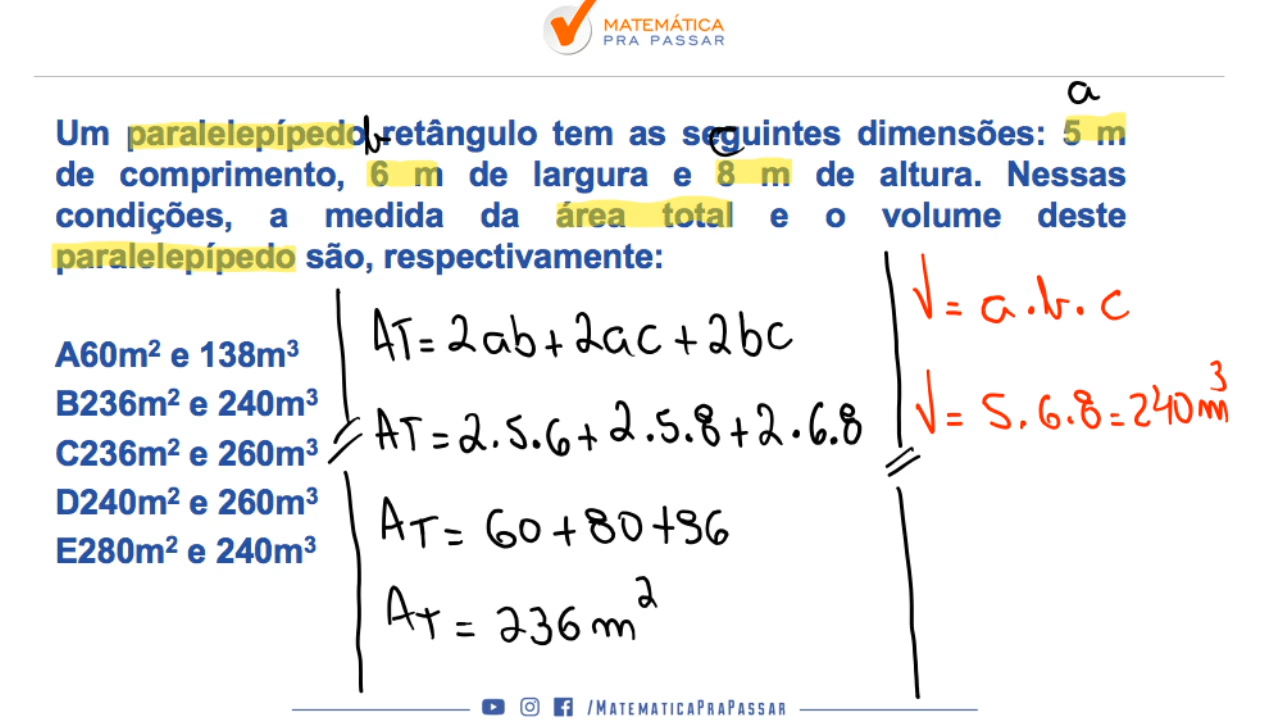 MATEMÁTICA
PRA PASSAR
a
b
c
Um paralelepípedo retângulo tem as seguintes dimensões: 5 m
de comprimento, 6 m de largura e 8 m de altura. Nessas
condições, a medida da área total e o volume deste
paralelepípedo são, respectivamente:
A60m² e 138m³
B236m² e 240m³
C236m² e 260m³
D240m² e 260m³
E280m² e 240m³
AT = 2ab + 2ac + 2bc
AT = 2.5.6 + 2.5.8 + 2.6.8
AT = 60 + 80 + 96
AT = 236 m²
V = a.b.c
V = 5.6.8 = 240m³
/MatematicaPraPassar